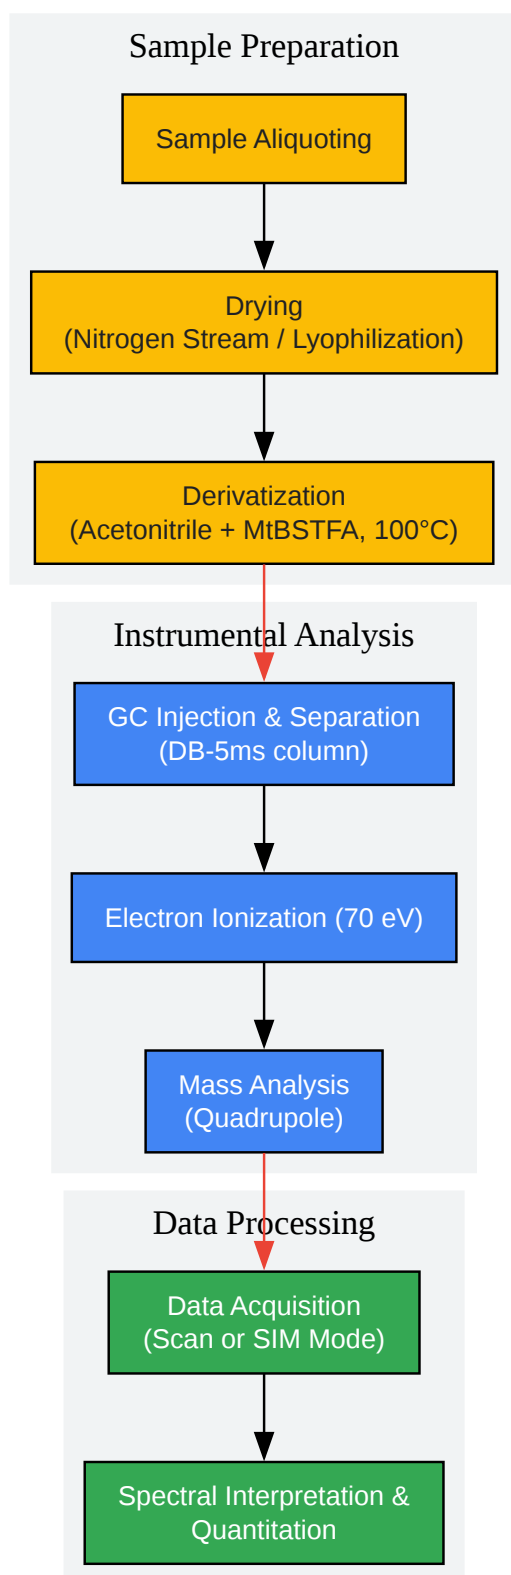 Sample Preparation
Sample Aliquoting
Drying
(Nitrogen Stream / Lyophilization)
Derivatization
(Acetonitrile + MtBSTFA, 100°C)
Instrumental Analysis
GC Injection & Separation
(DB-5ms column)
Electron Ionization (70 eV)
Mass Analysis
(Quadrupole)
Data Processing
Data Acquisition
(Scan or SIM Mode)
Spectral Interpretation &
Quantitation